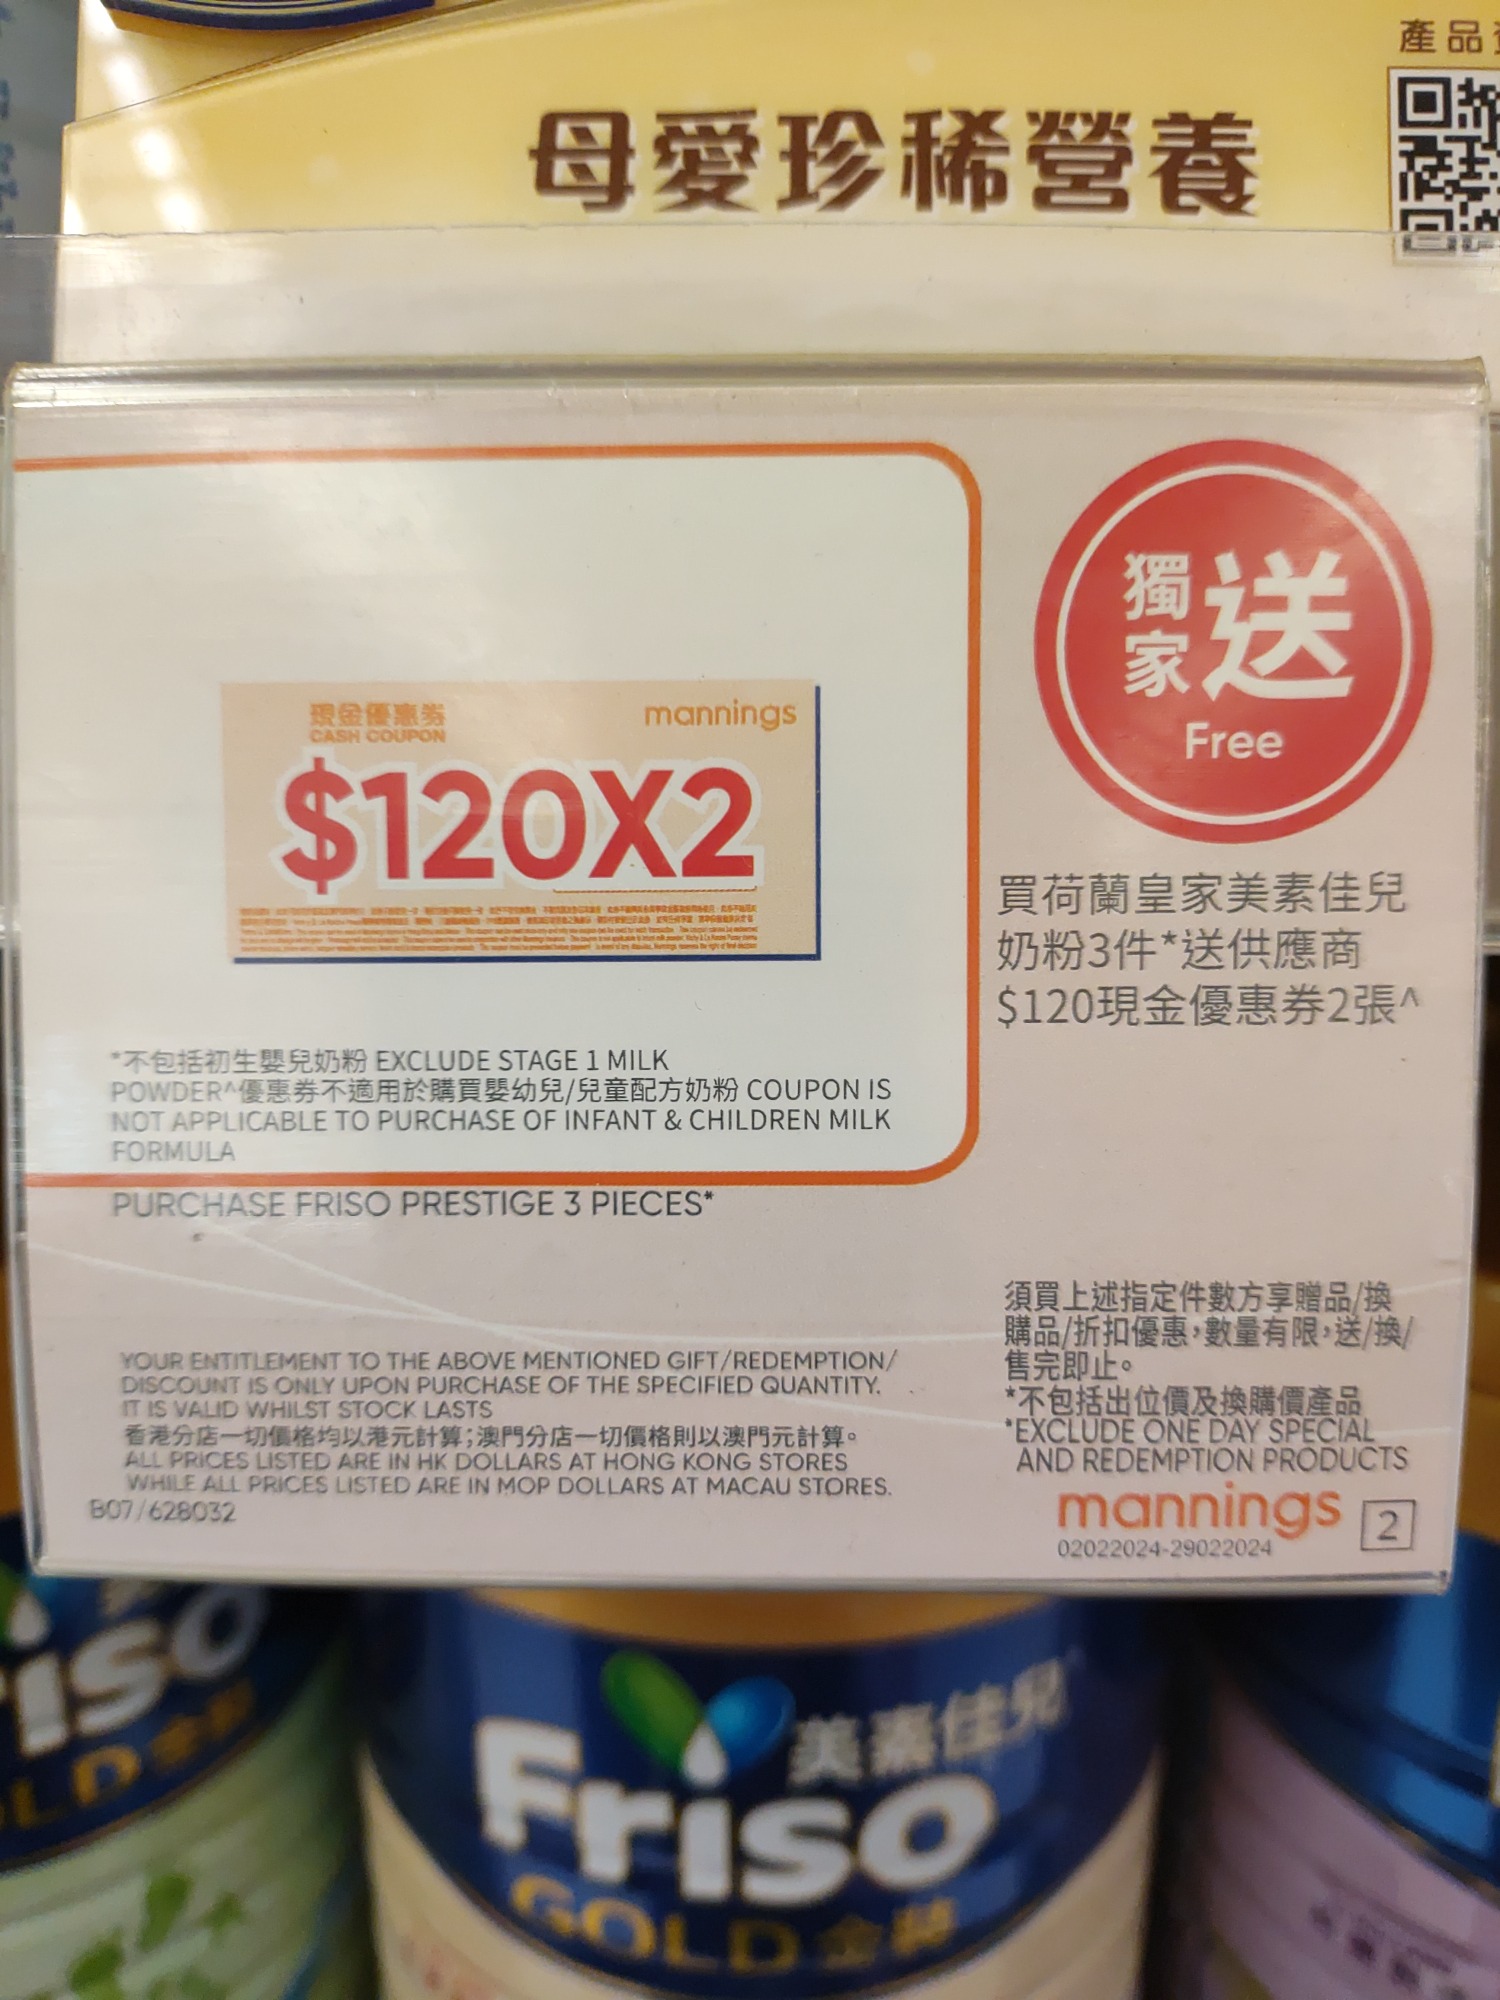 產品
母愛珍稀營養
獨家送
Free
現金優惠券
mannings
CASH COUPON
$120X2
買荷蘭皇家美素佳兒
奶粉3件*送供應商
$120現金優惠券2張^
*不包括初生嬰兒奶粉 EXCLUDE STAGE 1 MILK
POWDER^優惠券不適用於購買嬰幼兒/兒童配方奶粉 COUPON IS
NOT APPLICABLE TO PURCHASE OF INFANT & CHILDREN MILK
FORMULA
PURCHASE FRISO PRESTIGE 3 PIECES*
須買上述指定件數方享贈品/換
購品/折扣優惠，數量有限，送/換/
售完即止。
*不包括出位價及換購價產品
*EXCLUDE ONE DAY SPECIAL
AND REDEMPTION PRODUCTS
YOUR ENTITLEMENT TO THE ABOVE MENTIONED GIFT/REDEMPTION/
DISCOUNT IS ONLY UPON PURCHASE OF THE SPECIFIED QUANTITY.
IT IS VALID WHILST STOCK LASTS
香港分店一切價格均以港元計算;澳門分店一切價格則以澳門元計算。
ALL PRICES LISTED ARE IN HK DOLLARS AT HONG KONG STORES
WHILE ALL PRICES LISTED ARE IN MOP DOLLARS AT MACAU STORES.
B07/628032
mannings 2
02022024-29022024
美素佳兒
Friso
GOLD 金裝